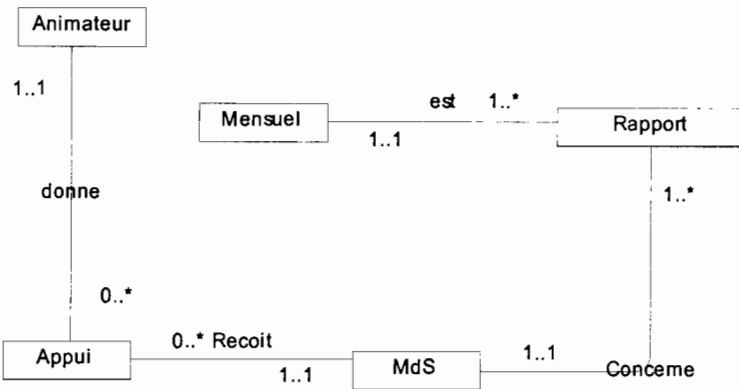 Animateur
1..1
est 1..*
Mensuel
Rapport
1..1
donne
1..*
0..*
0..* Recoit
Appui
1..1
MdS
1..1
Conceme